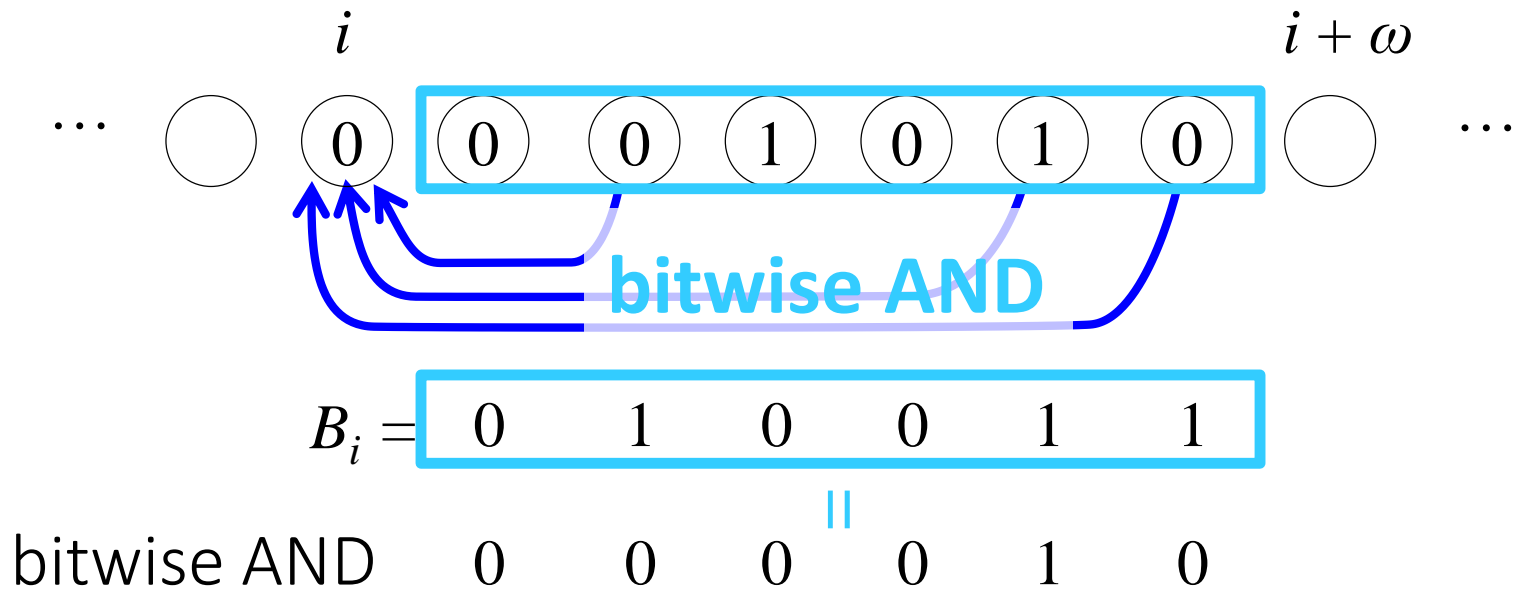 i i + ω
… 0 0 0 1 0 1 0 …
bitwise AND
Bᵢ = 0 1 0 0 1 1
=
bitwise AND 0 0 0 0 1 0